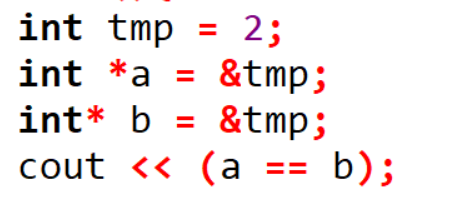 int tmp = 2;
int *a = &tmp;
int* b = &tmp;
cout << (a == b);